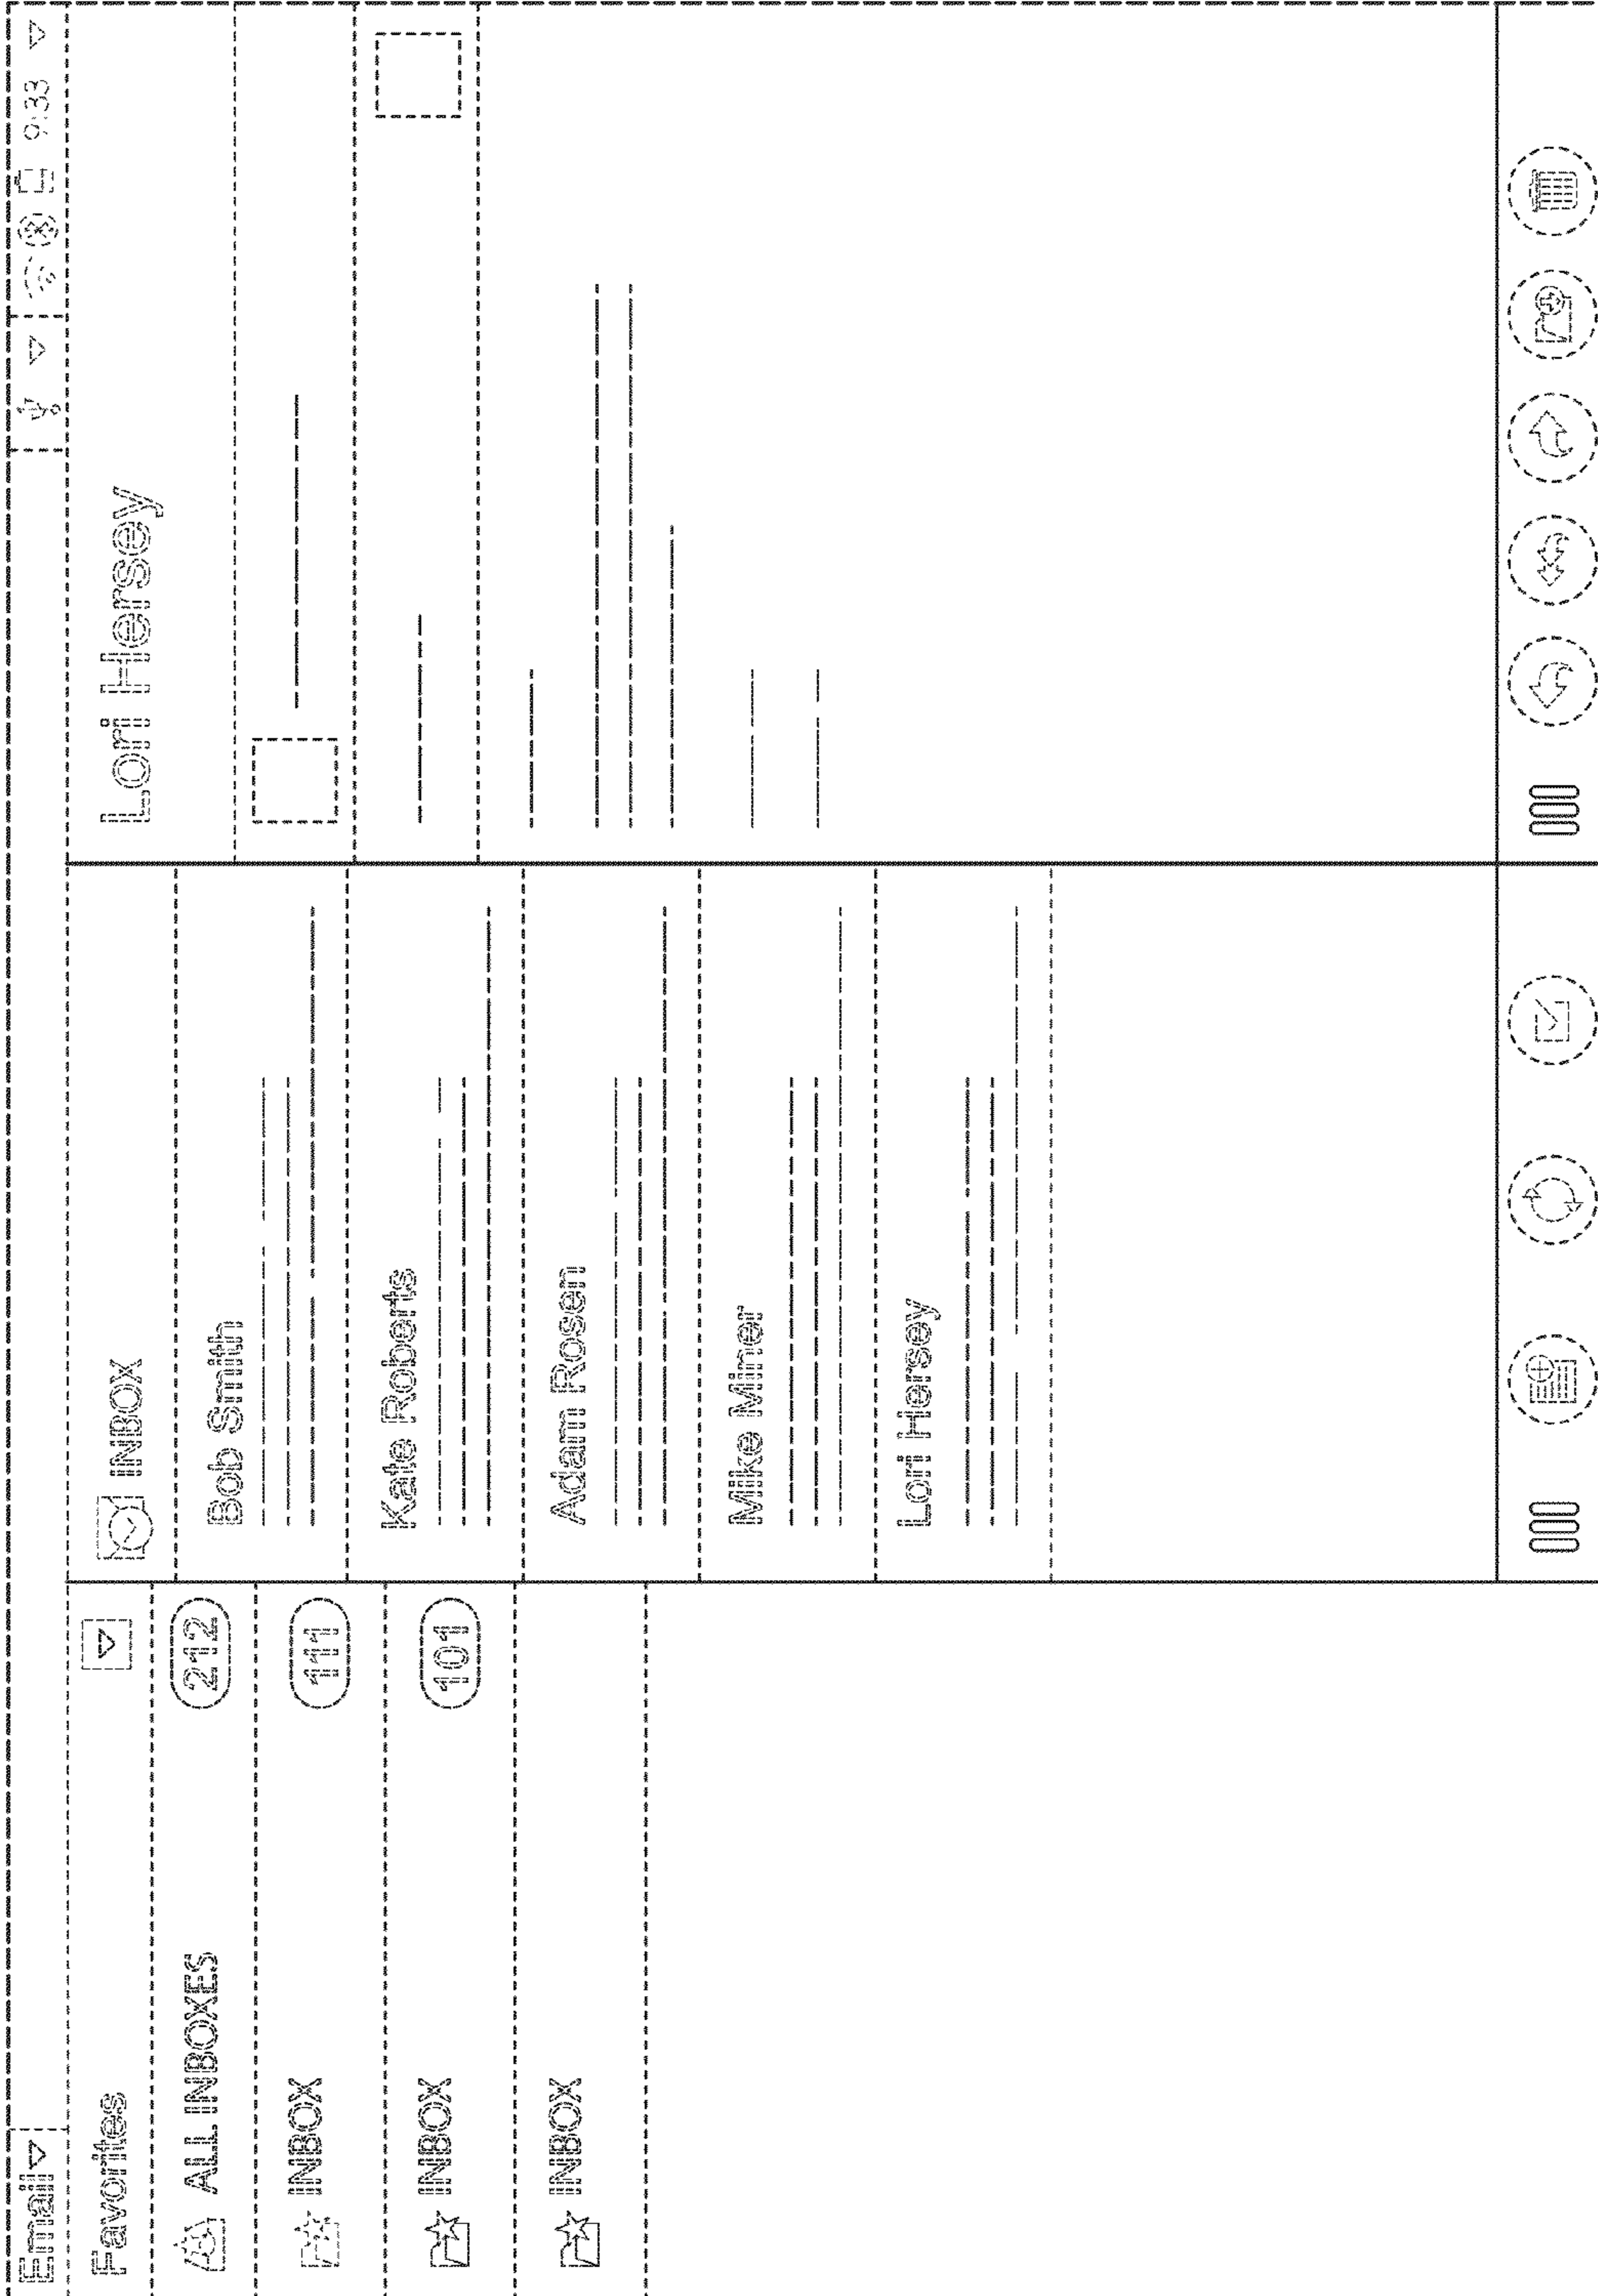 Email
9:33
Favorites
ALL INBOXES 212
INBOX 111
INBOX 101
INBOX
INBOX
Bob Smith
Kate Roberts
Adam Rosen
Mike Miner
Lori Hersey
Lori Hersey